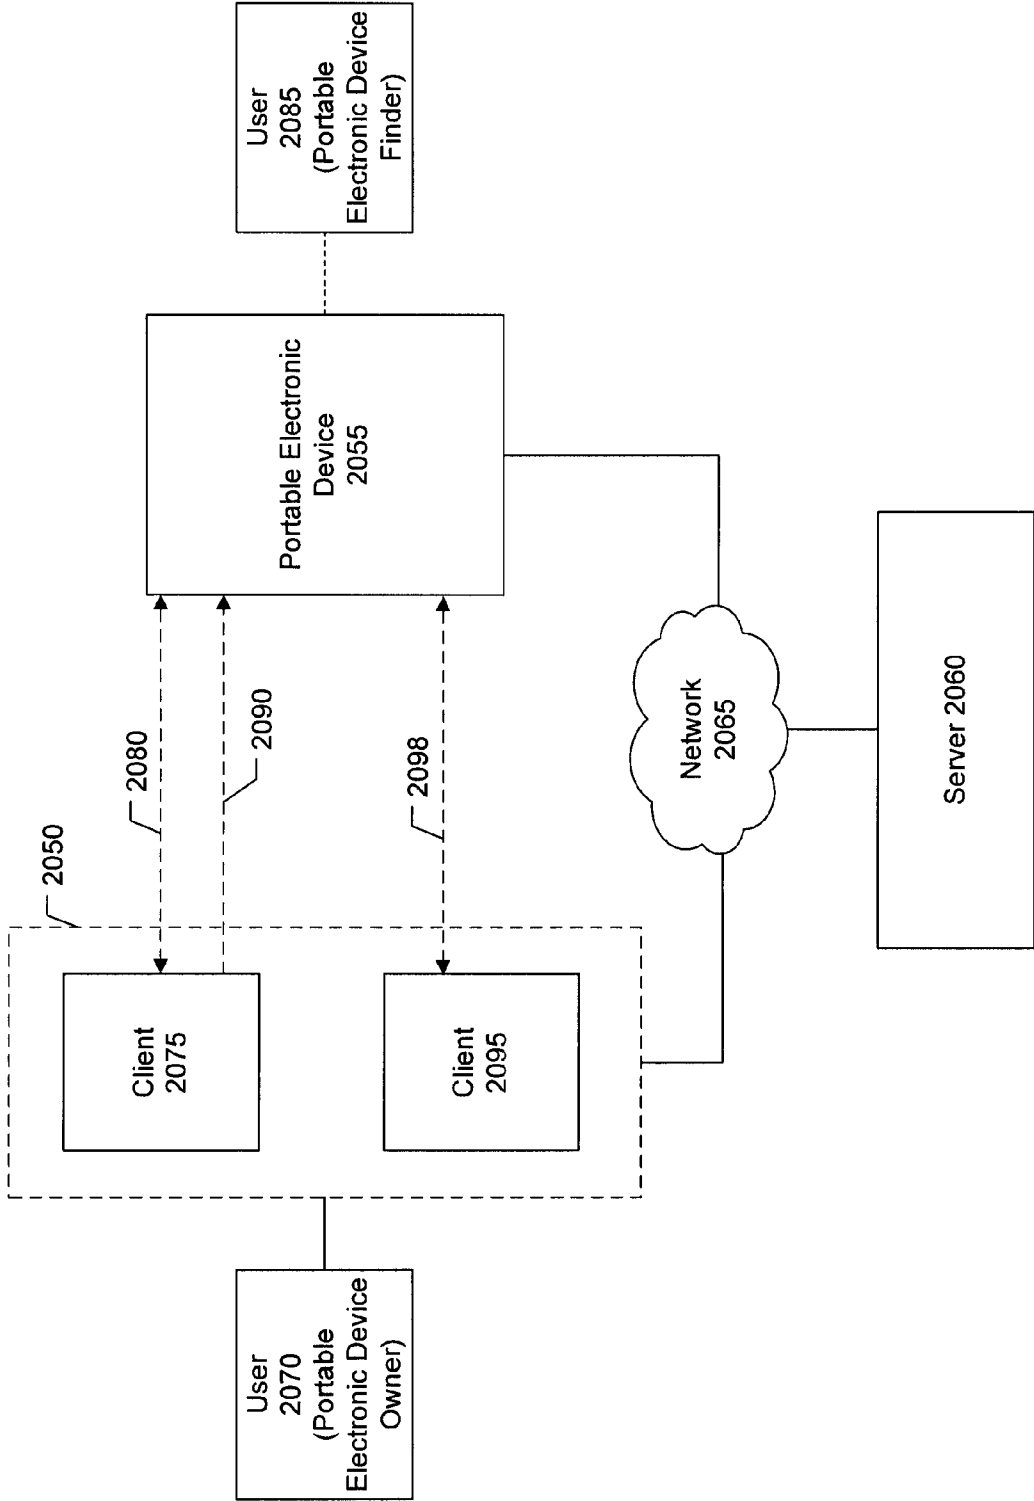 User
2070
(Portable
Electronic Device
Owner)
2050
Client
2075
Client
2095
2080
2090
2098
Portable Electronic
Device
2055
User
2085
(Portable
Electronic Device
Finder)
Network
2065
Server 2060